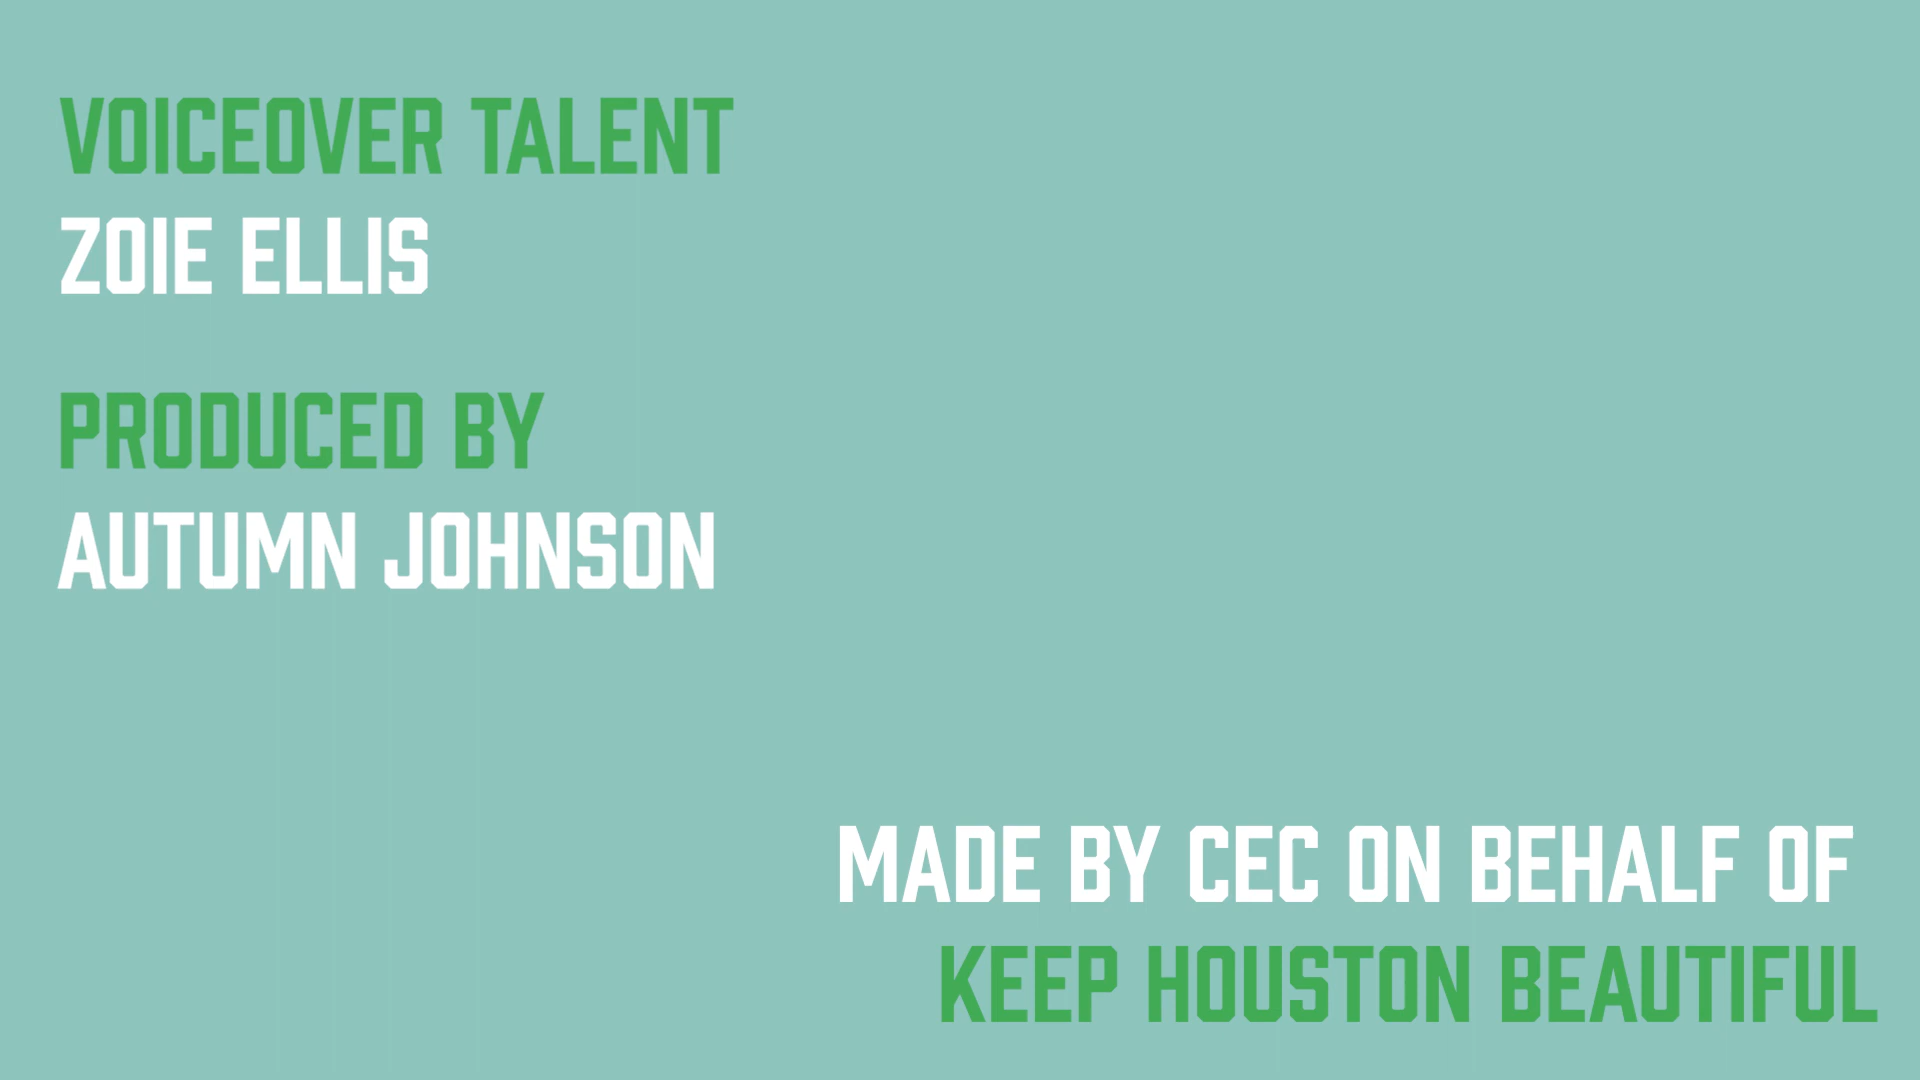 VOICEOVER TALENT
ZOIE ELLIS
PRODUCED BY
AUTUMN JOHNSON
MADE BY CEC ON BEHALF OF
KEEP HOUSTON BEAUTIFUL